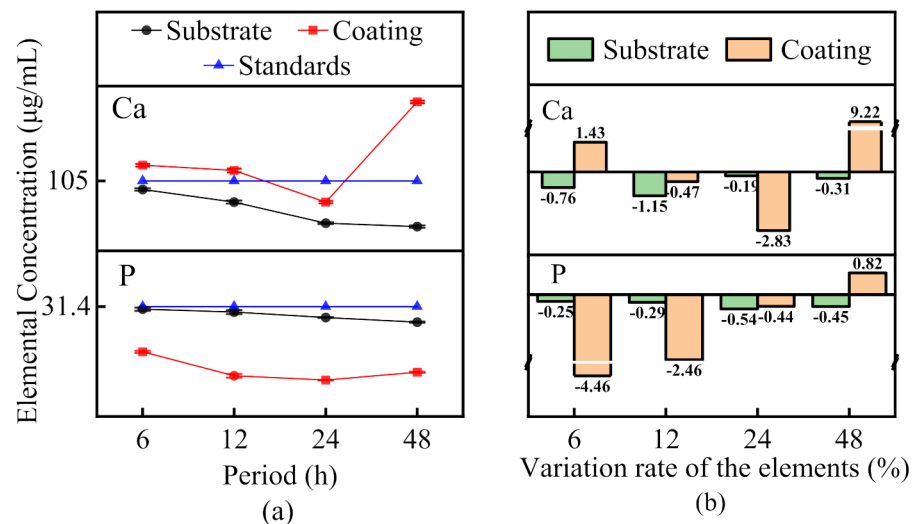 Substrate Coating
Standards
Elemental Concentration (μg/mL)
Ca
105
P
31.4
6 12 24 48
Period (h)
(a)
Substrate Coating
Ca
1.43 9.22
-0.76 -1.15 -0.47 -0.19 -2.83 -0.31
P
0.82
-0.25 -4.46 -0.29 -2.46 -0.54 -0.44 -0.45
6 12 24 48
Variation rate of the elements (%)
(b)